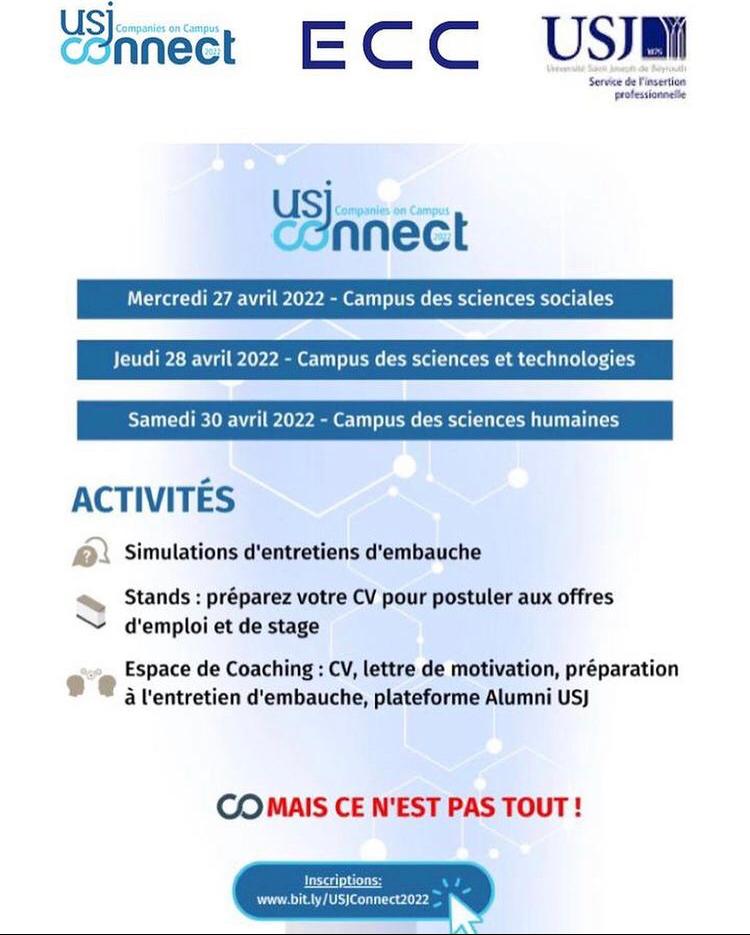 usj Companies on Campus
connect 2022
ECC
USJ 1875
Université Saint Joseph de Beyrouth
Service de l'insertion
professionnelle
usj Companies on Campus
connect 2022
Mercredi 27 avril 2022 - Campus des sciences sociales
Jeudi 28 avril 2022 - Campus des sciences et technologies
Samedi 30 avril 2022 - Campus des sciences humaines
ACTIVITÉS
?
Simulations d'entretiens d'embauche
Stands : préparez votre CV pour postuler aux offres
d'emploi et de stage
Espace de Coaching : CV, lettre de motivation, préparation
à l'entretien d'embauche, plateforme Alumni USJ
MAIS CE N'EST PAS TOUT !
Inscriptions:
www.bit.ly/USJConnect2022